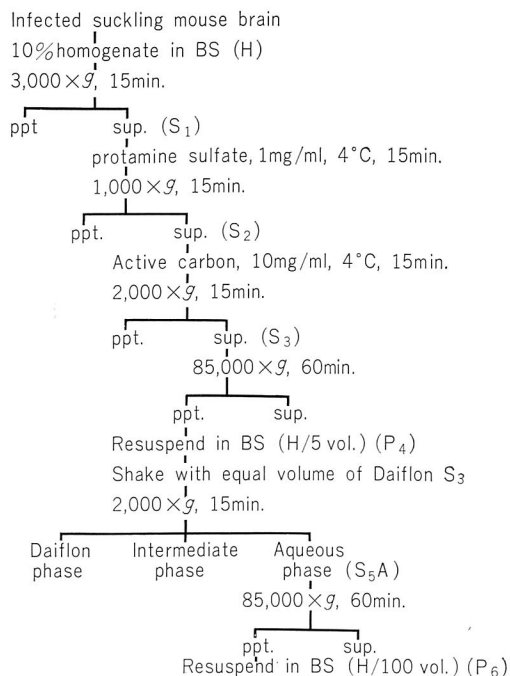 Infected suckling mouse brain
10% homogenate in BS (H)
3,000×g, 15min.
ppt sup. (S₁)
protamine sulfate, 1mg/ml, 4°C, 15min.
1,000×g, 15min.
ppt. sup. (S₂)
Active carbon, 10mg/ml, 4°C, 15min.
2,000×g, 15min.
ppt. sup. (S₃)
85,000×g, 60min.
ppt. sup.
Resuspend in BS (H/5 vol.) (P₄)
Shake with equal volume of Daiflon S₃
2,000×g, 15min.
Daiflon Intermediate Aqueous
phase phase phase (S₅A)
85,000×g, 60min.
ppt. sup.
Resuspend in BS (H/100 vol.) (P₆)